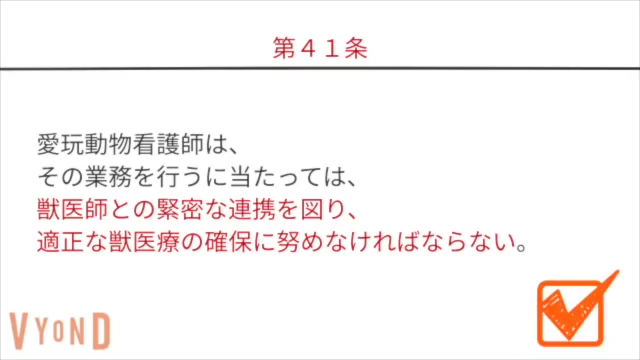 第４１条
愛玩動物看護師は、
その業務を行うに当たっては、
獣医師との緊密な連携を図り、
適正な獣医療の確保に努めなければならない。
VYOND